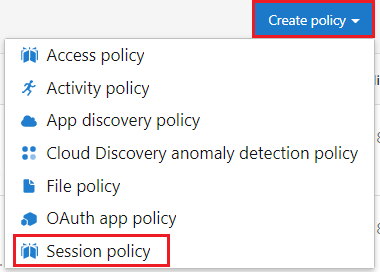 Create policy
Access policy
Activity policy
App discovery policy
Cloud Discovery anomaly detection policy
File policy
OAuth app policy
Session policy